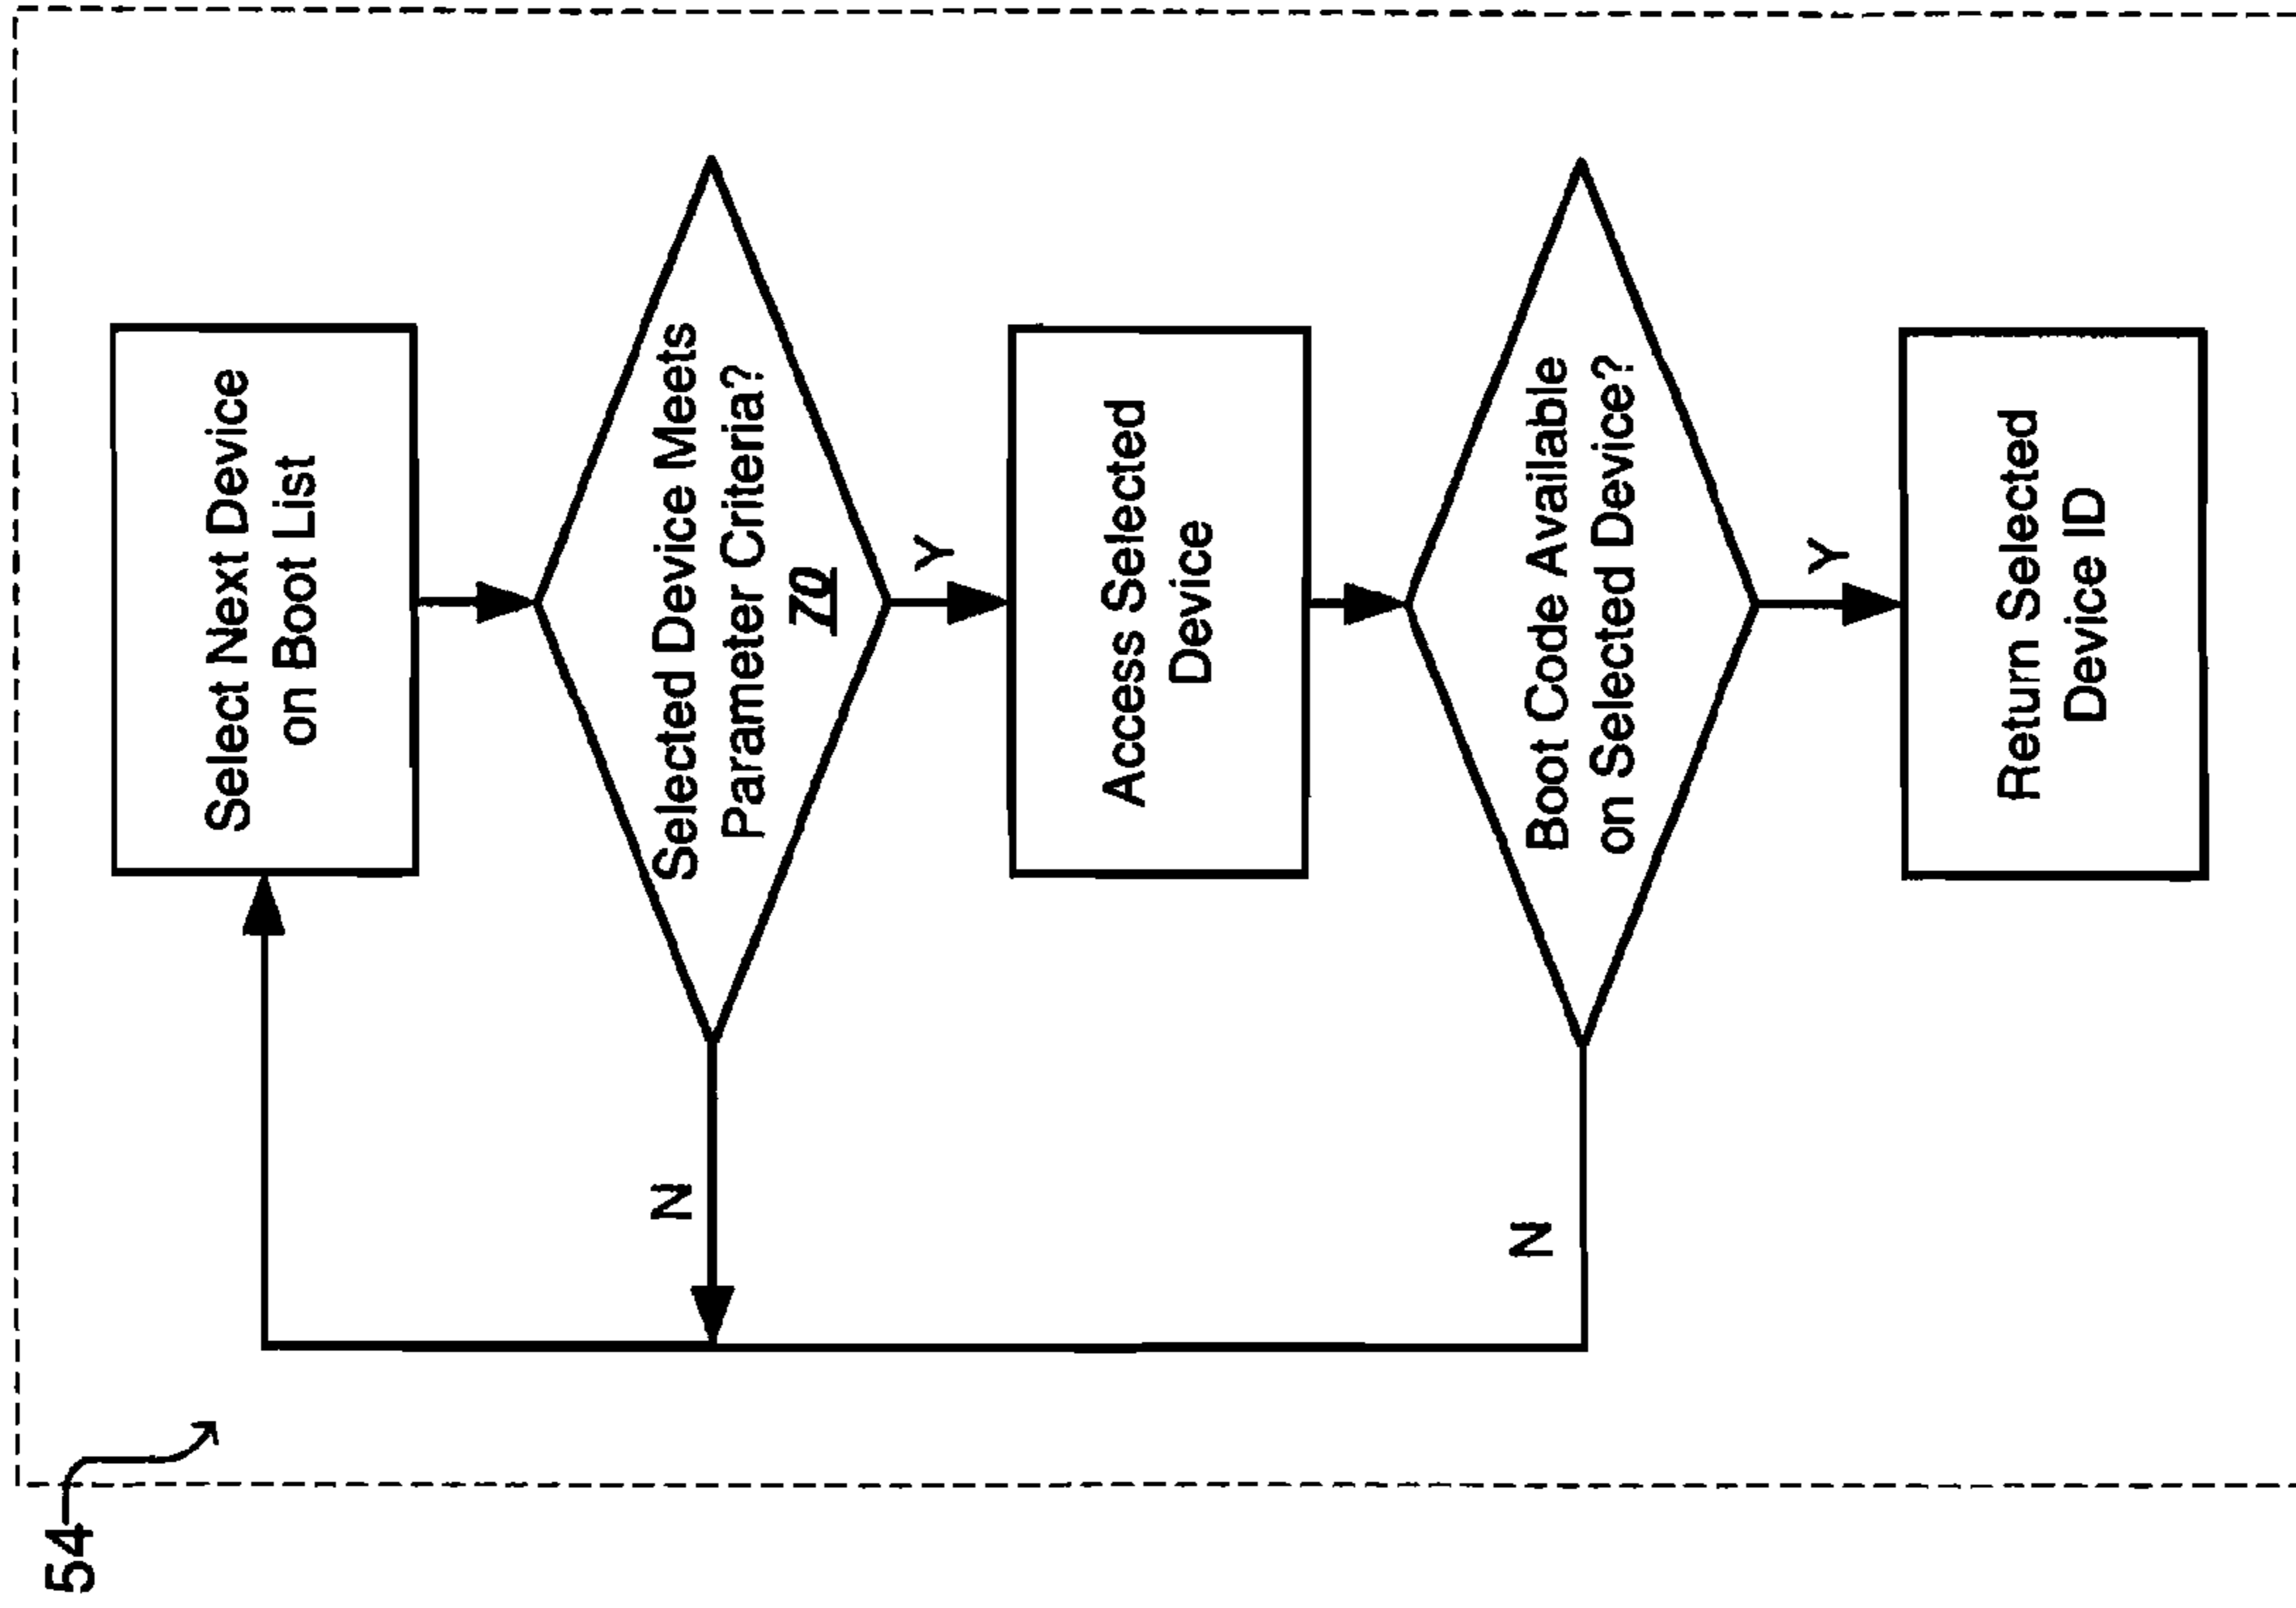 54
Select Next Device
on Boot List
Selected Device Meets
Parameter Criteria?
70
N
Y
Access Selected
Device
Boot Code Available
on Selected Device?
N
Y
Return Selected
Device ID